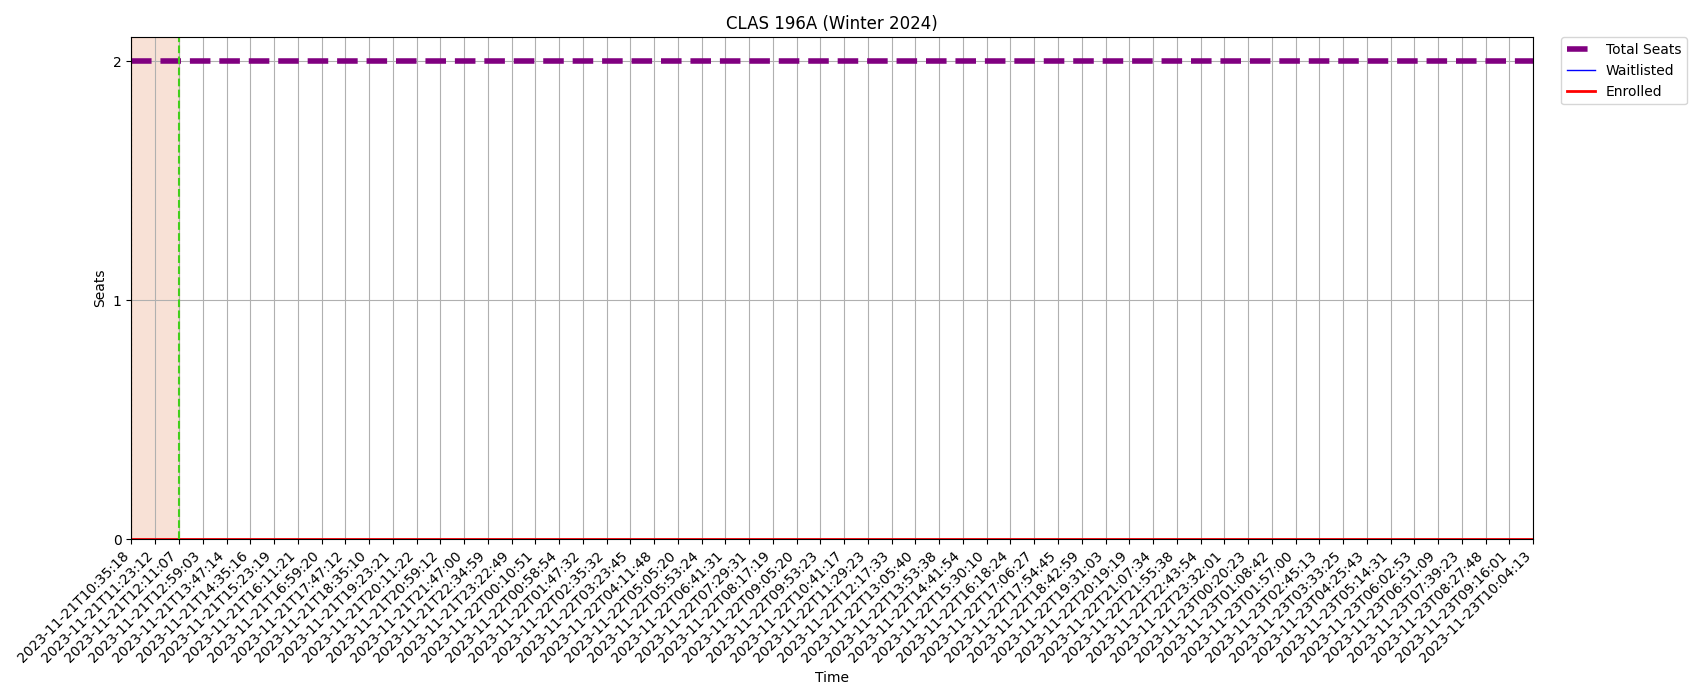 CLAS 196A (Winter 2024)
Total Seats
Waitlisted
Enrolled
Seats
2
1
0
2023-11-21T10:35:18
2023-11-21T11:23:12
2023-11-21T12:11:07
2023-11-21T12:59:03
2023-11-21T13:47:14
2023-11-21T14:35:16
2023-11-21T15:23:19
2023-11-21T16:11:21
2023-11-21T16:59:20
2023-11-21T17:47:12
2023-11-21T18:35:10
2023-11-21T19:23:21
2023-11-21T20:11:22
2023-11-21T20:59:12
2023-11-21T21:47:00
2023-11-21T22:34:59
2023-11-21T23:22:49
2023-11-22T00:10:51
2023-11-22T00:58:54
2023-11-22T01:47:32
2023-11-22T02:35:32
2023-11-22T03:23:45
2023-11-22T04:11:48
2023-11-22T05:05:20
2023-11-22T05:53:24
2023-11-22T06:41:31
2023-11-22T07:29:31
2023-11-22T08:17:19
2023-11-22T09:05:20
2023-11-22T09:53:23
2023-11-22T10:41:17
2023-11-22T11:29:23
2023-11-22T12:17:33
2023-11-22T13:05:40
2023-11-22T13:53:38
2023-11-22T14:41:54
2023-11-22T15:30:10
2023-11-22T16:18:24
2023-11-22T17:06:27
2023-11-22T17:54:45
2023-11-22T18:42:59
2023-11-22T19:31:03
2023-11-22T20:19:19
2023-11-22T21:07:34
2023-11-22T21:55:38
2023-11-22T22:43:54
2023-11-22T23:32:01
2023-11-23T00:20:23
2023-11-23T01:08:42
2023-11-23T01:57:00
2023-11-23T02:45:13
2023-11-23T03:33:25
2023-11-23T04:25:43
2023-11-23T05:14:31
2023-11-23T06:02:53
2023-11-23T06:51:09
2023-11-23T07:39:23
2023-11-23T08:27:48
2023-11-23T09:16:01
2023-11-23T10:04:13
Time